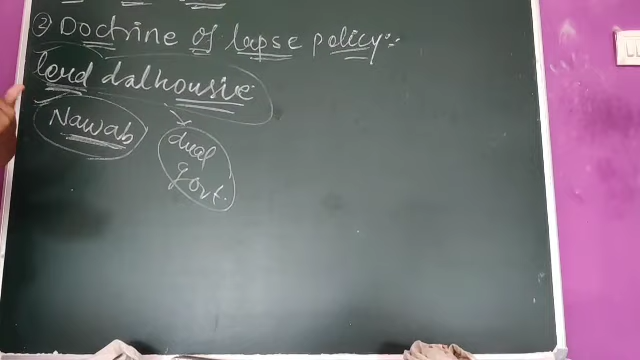 ② Doctrine of lapse policy:-
lord dalhousie
Nawab
dual
Govt.